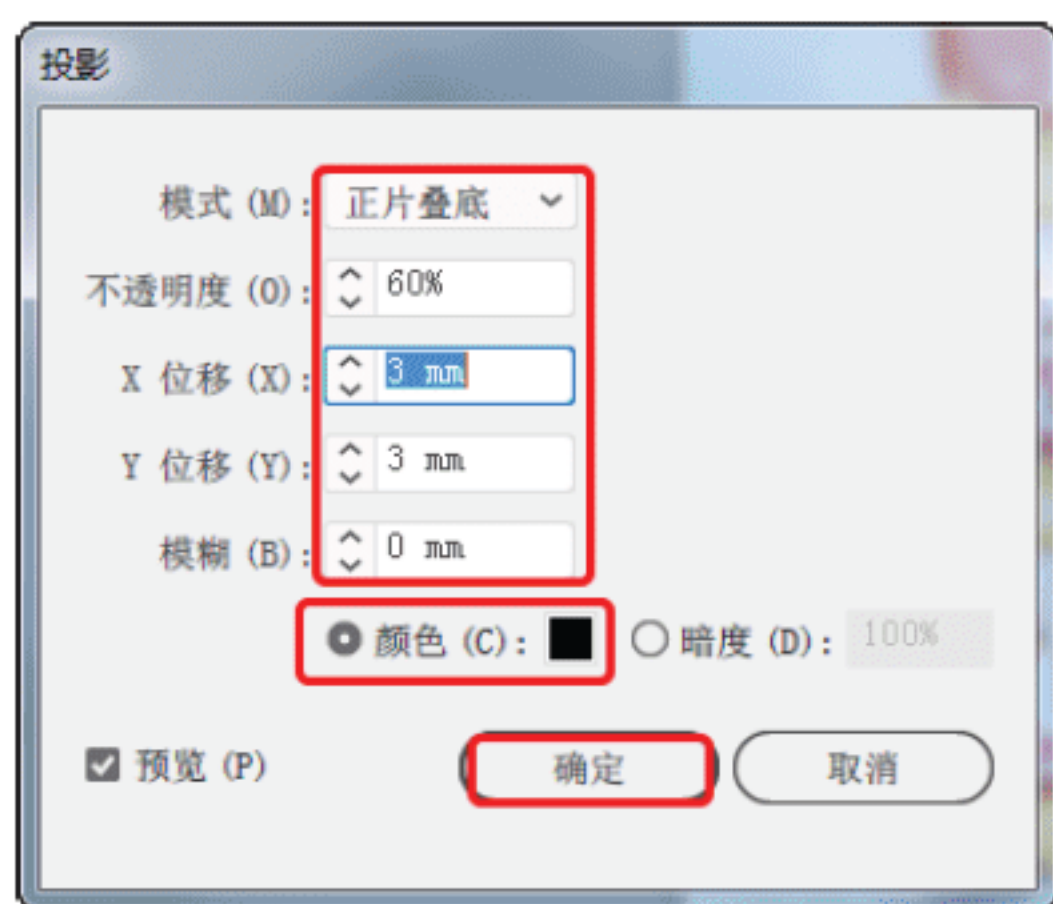 投影
模式 (M): 正片叠底
不透明度 (O): 60%
X 位移 (X): 3 mm
Y 位移 (Y): 3 mm
模糊 (B): 0 mm
颜色 (C): 暗度 (D): 100%
预览 (P) 确定 取消